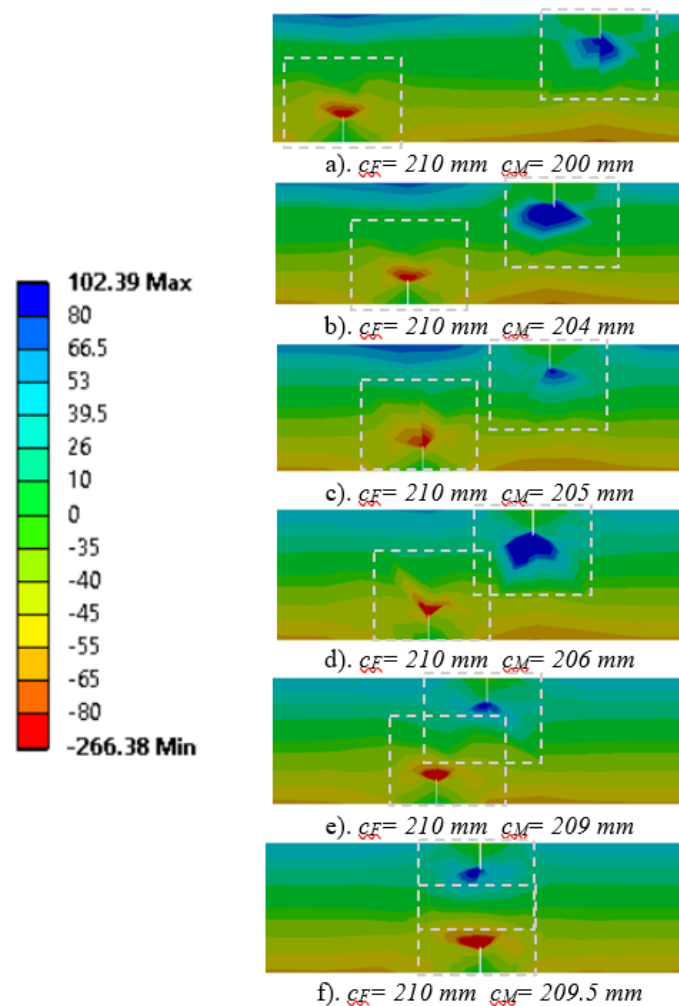 a). cF= 210 mm cM= 200 mm
b). cF= 210 mm cM= 204 mm
102.39 Max
80
66.5
53
39.5
26
10
0
-35
-40
-45
-55
-65
-80
-266.38 Min
c). cF= 210 mm cM= 205 mm
d). cF= 210 mm cM= 206 mm
e). cF= 210 mm cM= 209 mm
f). cF= 210 mm cM= 209.5 mm